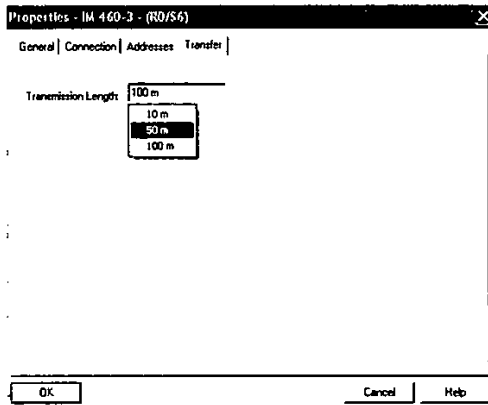 Properties - IM 460-3 - (R0/S6)
General Connection Addresses Transfer
Transmission Length: 100 m
10 m
50 m
100 m
OK Cancel Help